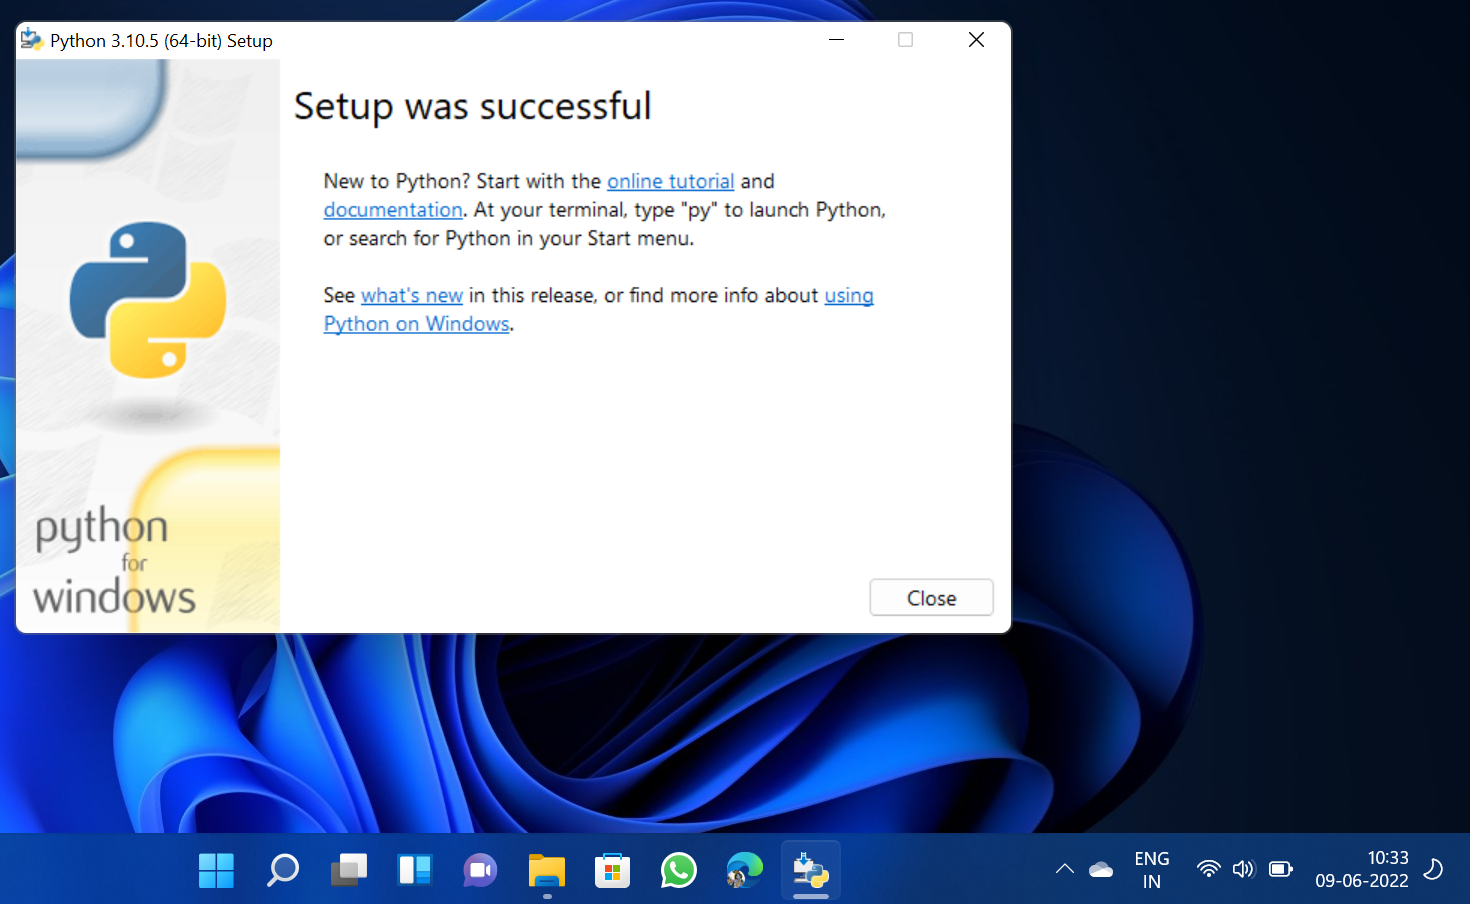 Python 3.10.5 (64-bit) Setup
Setup was successful
New to Python? Start with the online tutorial and
documentation. At your terminal, type "py" to launch Python,
or search for Python in your Start menu.
See what's new in this release, or find more info about using
Python on Windows.
python
for
windows
Close
ENG
IN
10:33
09-06-2022